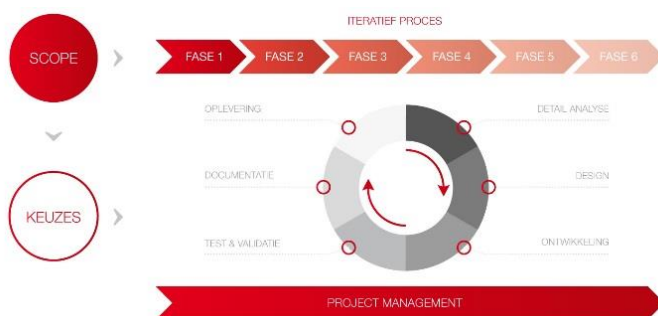 ITERATIEF PROCES
SCOPE
FASE 1
FASE 2
FASE 3
FASE 4
FASE 5
FASE 6
OPLEVERING
DETAIL ANALYSE
DOCUMENTATIE
DESIGN
KEUZES
TEST & VALIDATIE
ONTWIKKELING
PROJECT MANAGEMENT